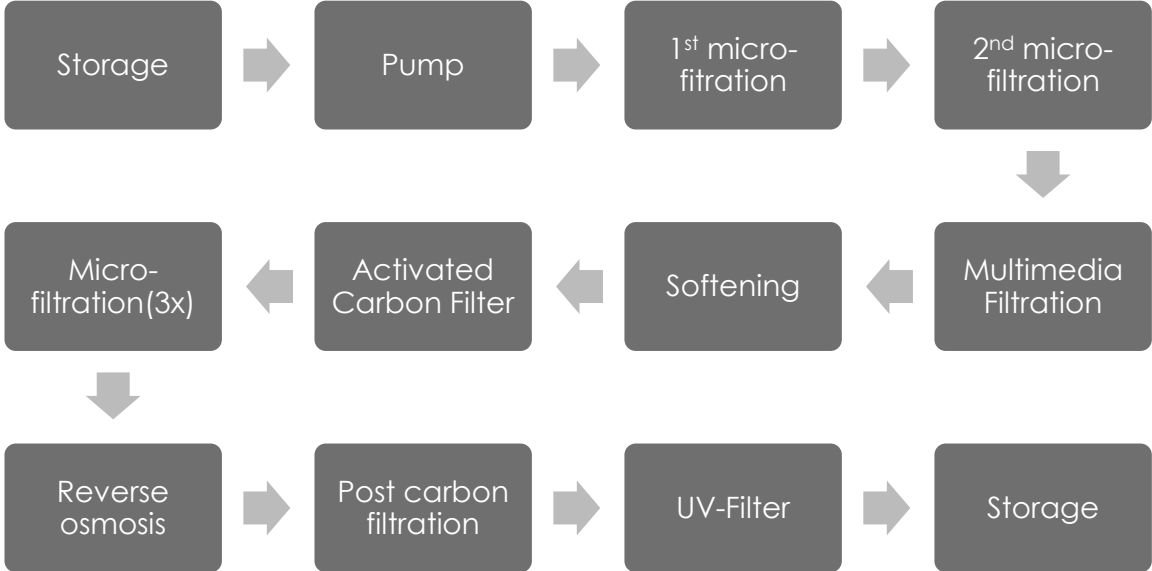 Storage
Pump
1st micro-
fitration
2nd micro-
filtration
Micro-
filtration(3x)
Activated
Carbon Filter
Softening
Multimedia
Filtration
Reverse
osmosis
Post carbon
filtration
UV-Filter
Storage